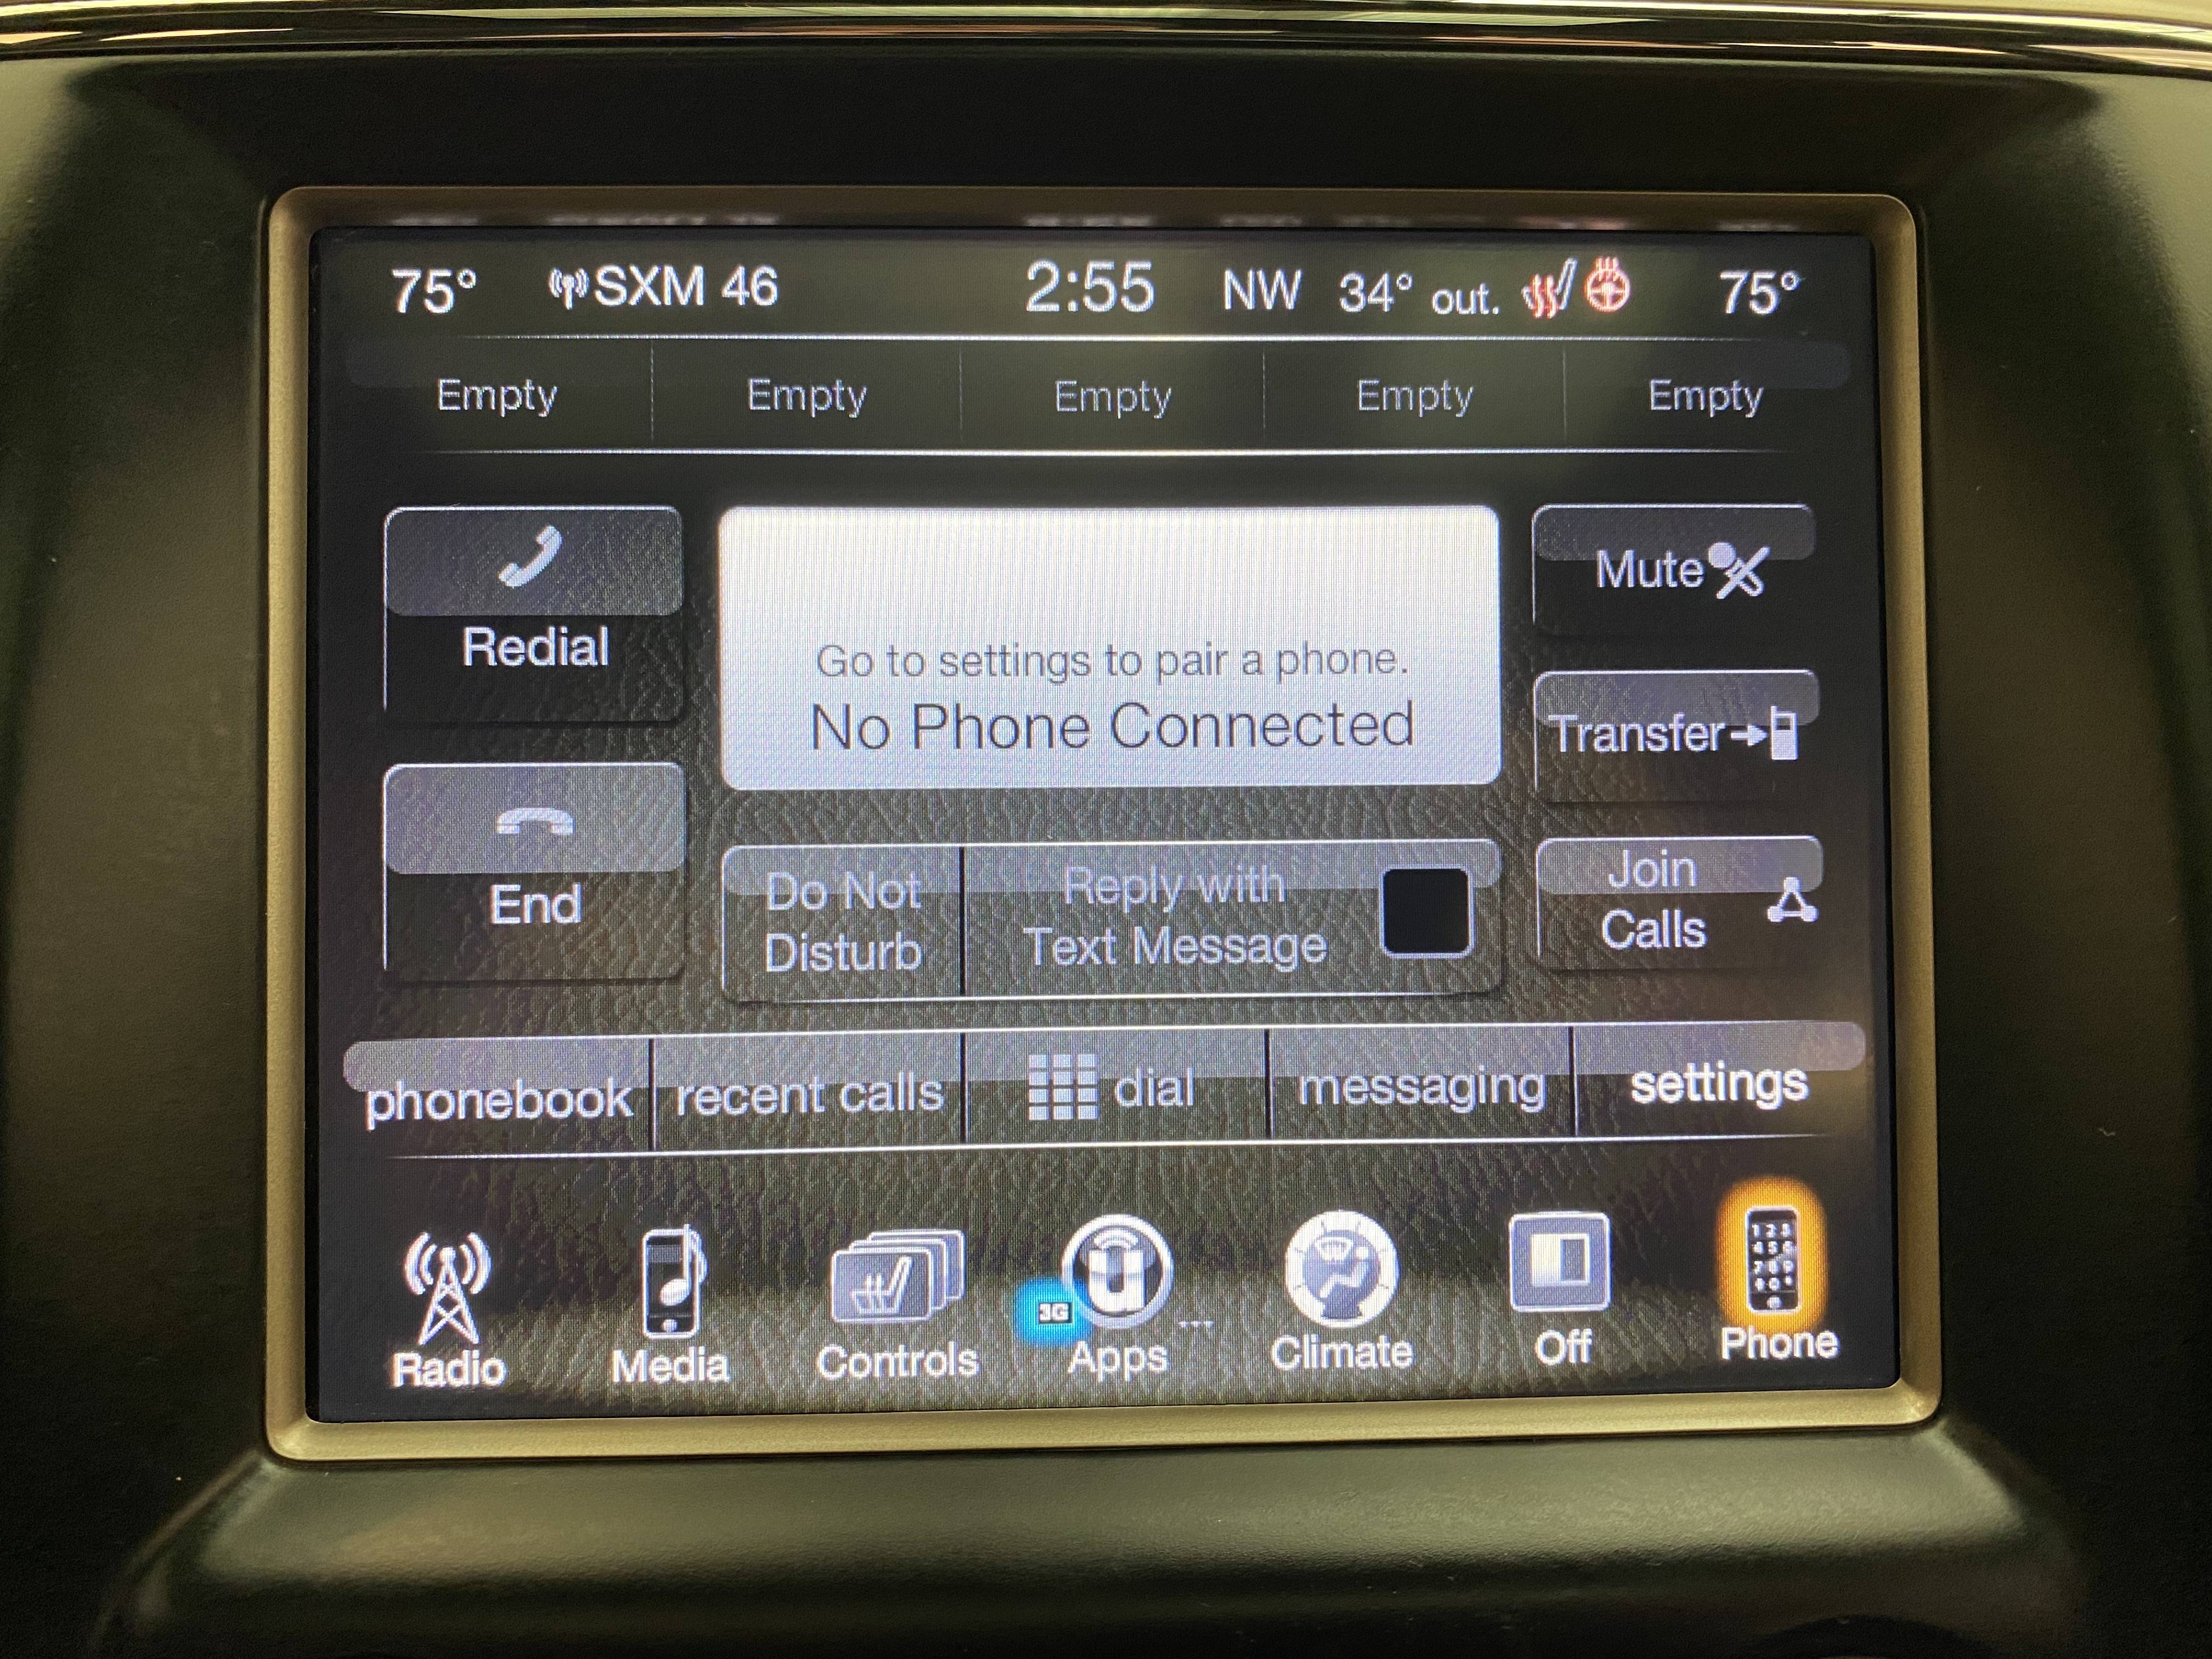 75° SXM 46 2:55 NW 34° out. 75°
Empty Empty Empty Empty Empty
Redial
Go to settings to pair a phone.
No Phone Connected
Mute
Transfer
End
Do Not
Disturb
Reply with
Text Message
Join
Calls
phonebook recent calls dial messaging settings
3G
Radio Media Controls Apps ... Climate Off Phone